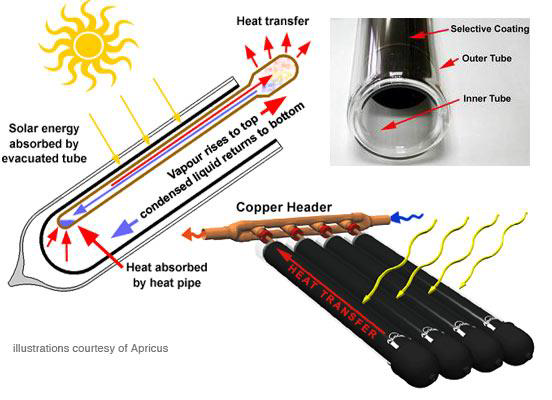 Heat transfer
Solar energy
absorbed by
evacuated tube
Vapour rises to top
condensed liquid returns to bottom
Heat absorbed
by heat pipe
Selective Coating
Outer Tube
Inner Tube
Copper Header
HEAT TRANSFER
illustrations courtesy of Apricus